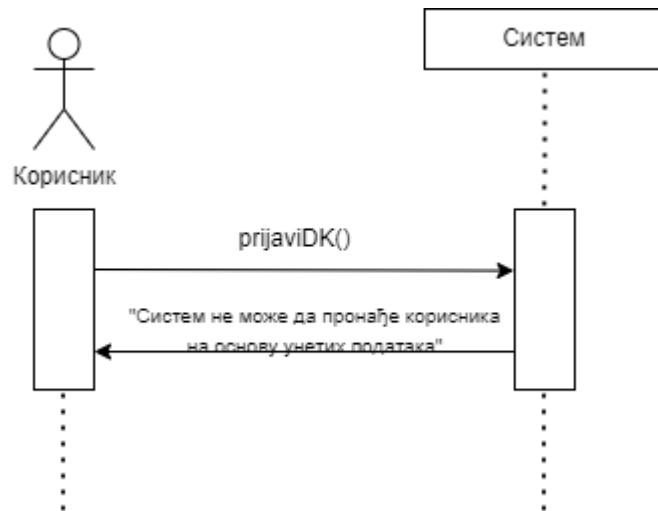 Систем
Корисник
prijaviDK()
"Систем не може да пронађе корисника
на основу унетих података"